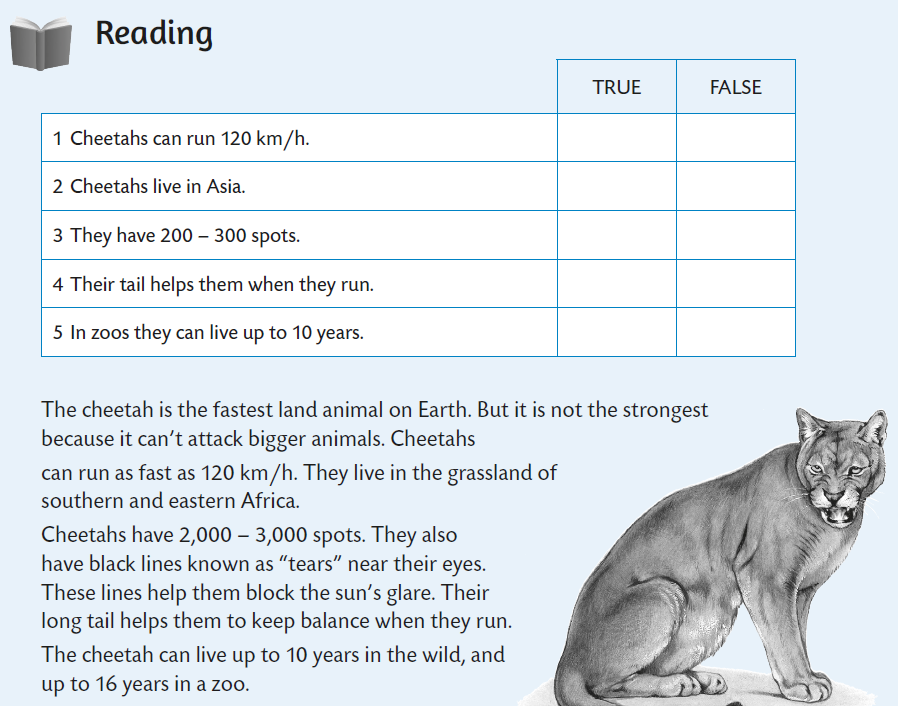 Reading
TRUE FALSE
1 Cheetahs can run 120 km/h.
2 Cheetahs live in Asia.
3 They have 200 – 300 spots.
4 Their tail helps them when they run.
5 In zoos they can live up to 10 years.
The cheetah is the fastest land animal on Earth. But it is not the strongest
because it can't attack bigger animals. Cheetahs
can run as fast as 120 km/h. They live in the grassland of
southern and eastern Africa.
Cheetahs have 2,000 – 3,000 spots. They also
have black lines known as “tears” near their eyes.
These lines help them block the sun's glare. Their
long tail helps them to keep balance when they run.
The cheetah can live up to 10 years in the wild, and
up to 16 years in a zoo.